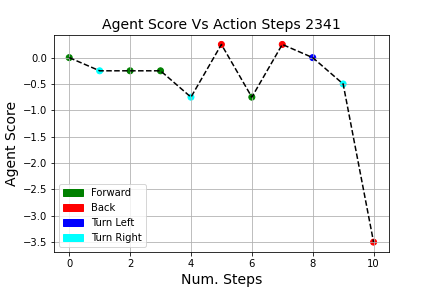 Agent Score Vs Action Steps 2341
Agent Score
0.0
−0.5
−1.0
−1.5
−2.0
−2.5
−3.0
−3.5
Forward
Back
Turn Left
Turn Right
0 2 4 6 8 10
Num. Steps